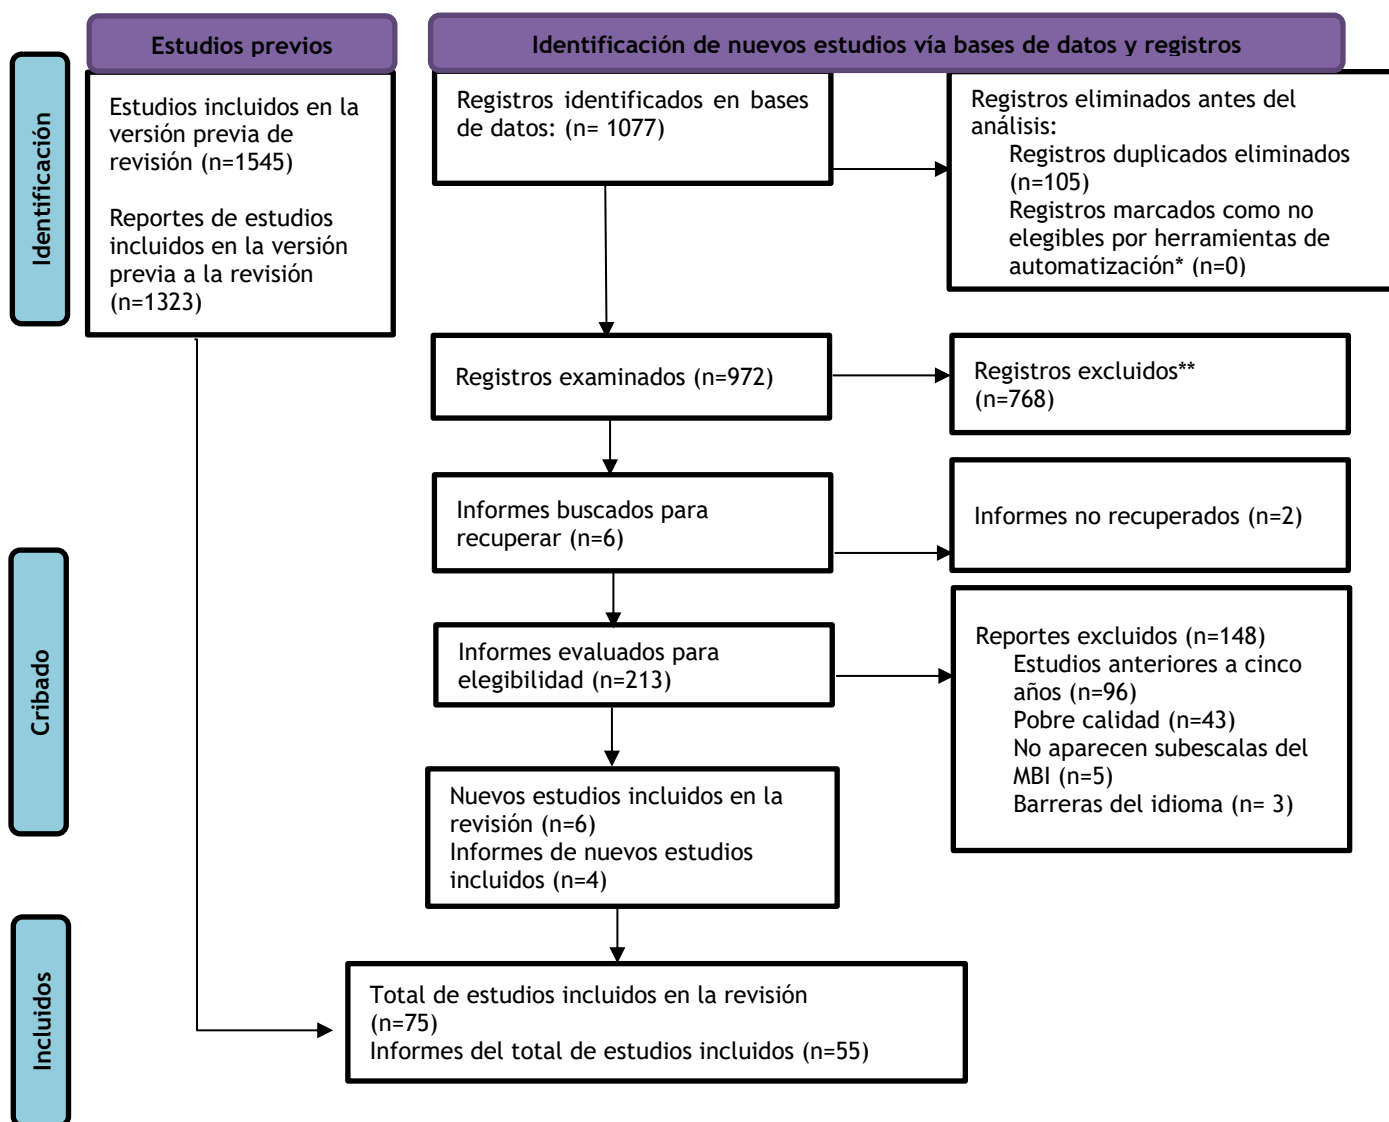 Estudios previos
Identificación de nuevos estudios vía bases de datos y registros
Identificación
Estudios incluidos en la
versión previa de
revisión (n=1545)
Reportes de estudios
incluidos en la versión
previa a la revisión
(n=1323)
Registros identificados en bases
de datos: (n= 1077)
Registros eliminados antes del
análisis:
Registros duplicados eliminados
(n=105)
Registros marcados como no
elegibles por herramientas de
automatización* (n=0)
Registros examinados (n=972)
Registros excluidos**
(n=768)
Cribado
Informes buscados para
recuperar (n=6)
Informes no recuperados (n=2)
Informes evaluados para
elegibilidad (n=213)
Reportes excluidos (n=148)
Estudios anteriores a cinco
años (n=96)
Pobre calidad (n=43)
No aparecen subescalas del
MBI (n=5)
Barreras del idioma (n= 3)
Nuevos estudios incluidos en la
revisión (n=6)
Informes de nuevos estudios
incluidos (n=4)
Incluidos
Total de estudios incluidos en la revisión
(n=75)
Informes del total de estudios incluidos (n=55)